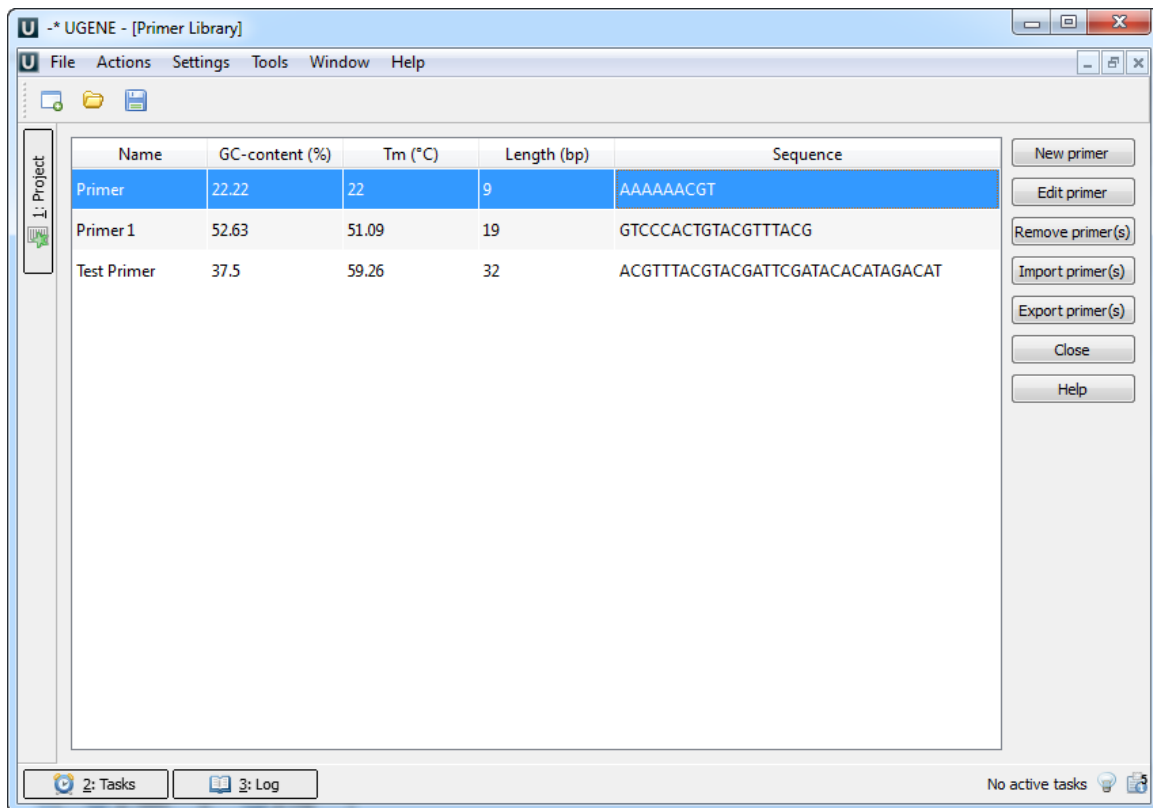 -* UGENE - [Primer Library]
File Actions Settings Tools Window Help
1: Project
Name GC-content (%) Tm (°C) Length (bp) Sequence
Primer 22.22 22 9 AAAAAACGT
Primer 1 52.63 51.09 19 GTCCCACTGTACGTTTACG
Test Primer 37.5 59.26 32 ACGTTTACGTACGATTCGATACACATAGACAT
New primer
Edit primer
Remove primer(s)
Import primer(s)
Export primer(s)
Close
Help
2: Tasks 3: Log No active tasks 5